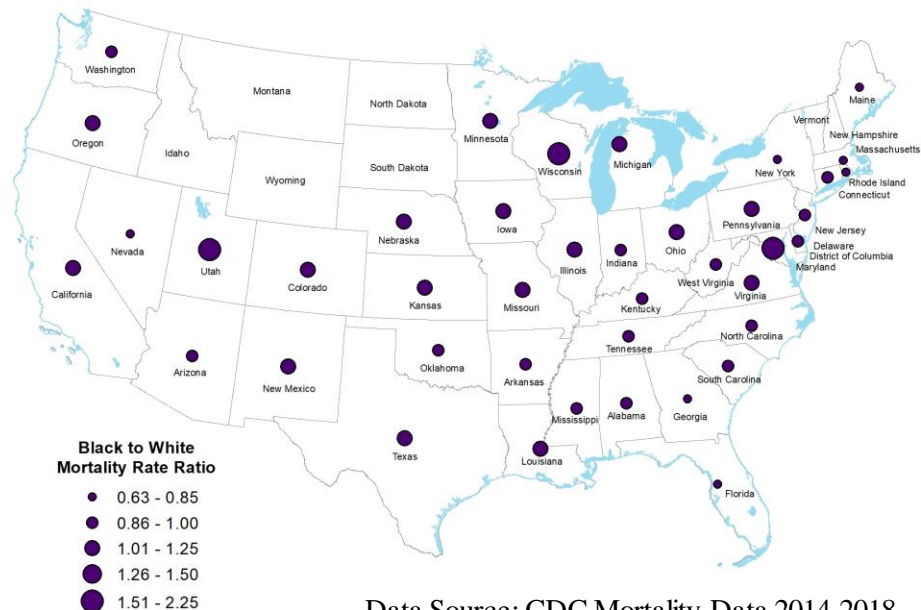 Washington
Montana
North Dakota
Minnesota
Maine
Vermont
New Hampshire
Massachusetts
Oregon
Idaho
South Dakota
Wisconsin
Michigan
New York
Rhode Island
Connecticut
Wyoming
Nebraska
Iowa
Pennsylvania
New Jersey
Nevada
Utah
Colorado
Illinois
Indiana
Ohio
Delaware
District of Columbia
Maryland
West Virginia
California
Kansas
Missouri
Kentucky
Virginia
Arizona
New Mexico
Oklahoma
Arkansas
Tennessee
North Carolina
South Carolina
Mississippi
Alabama
Georgia
Texas
Louisiana
Florida
Black to White
Mortality Rate Ratio
0.63 - 0.85
0.86 - 1.00
1.01 - 1.25
1.26 - 1.50
1.51 - 2.25
Data Source: CDC Mortality Data 2014-2018